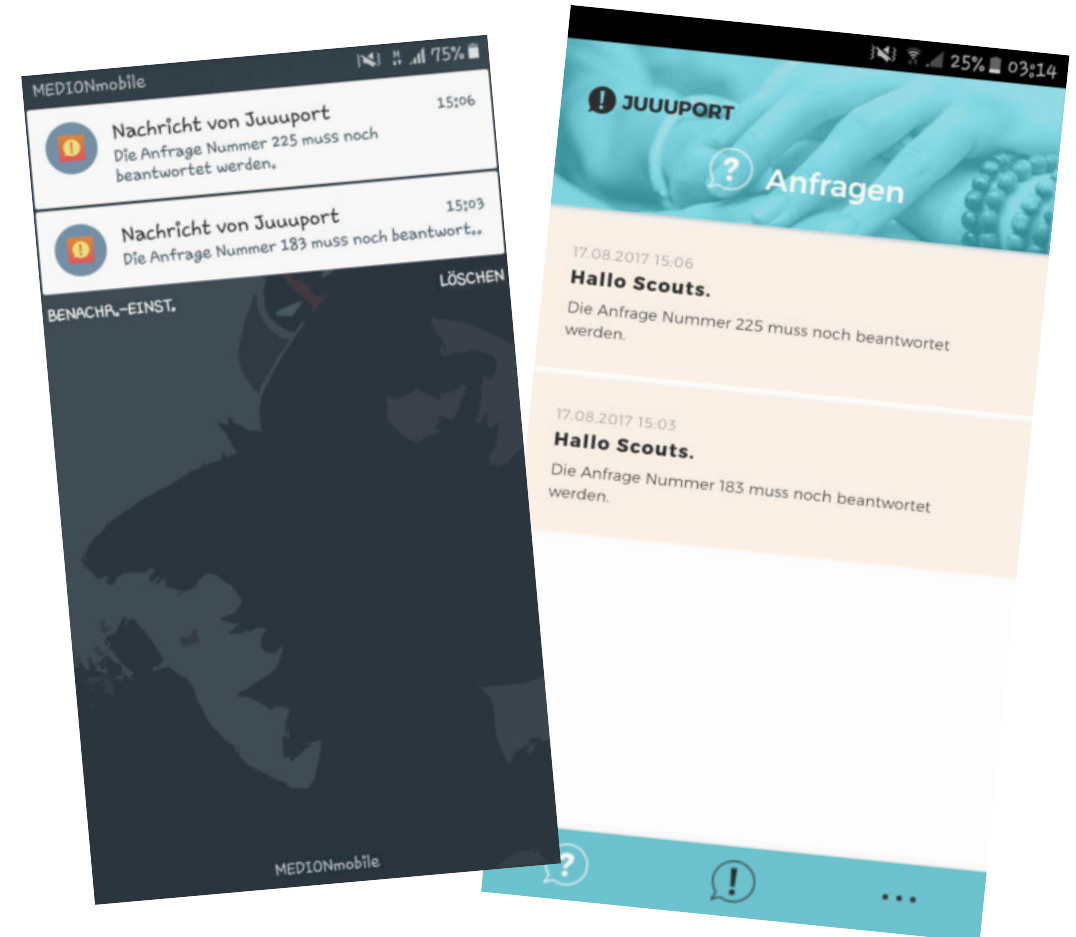 MEDIONmobile
75%
Nachricht von Juuuport
15:06
Die Anfrage Nummer 225 muss noch
beantwortet werden.
Nachricht von Juuuport
15:03
Die Anfrage Nummer 183 muss noch beantwort..
BENACHR.-EINST.
LÖSCHEN
MEDIONmobile
25%
03:14
JUUUPORT
Anfragen
17.08.2017 15:06
Hallo Scouts.
Die Anfrage Nummer 225 muss noch beantwortet
werden.
17.08.2017 15:03
Hallo Scouts.
Die Anfrage Nummer 183 muss noch beantwortet
werden.